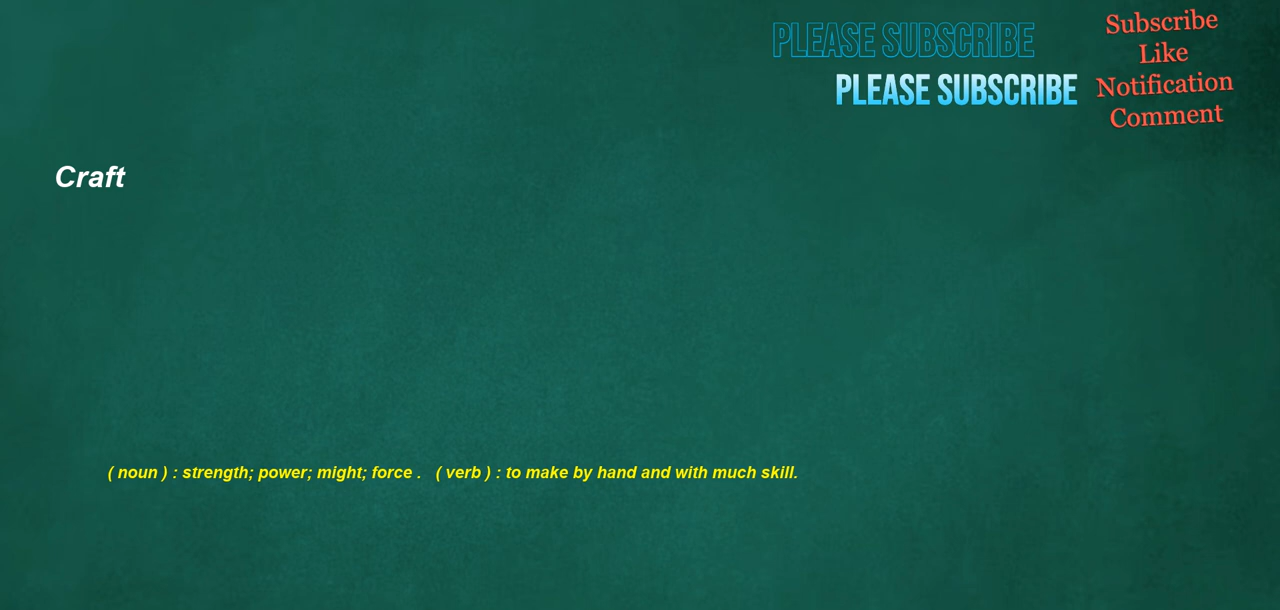 PLEASE SUBSCRIBE
PLEASE SUBSCRIBE
Subscribe
Like
Notification
Comment
Craft
( noun ) : strength; power; might; force .   ( verb ) : to make by hand and with much skill.